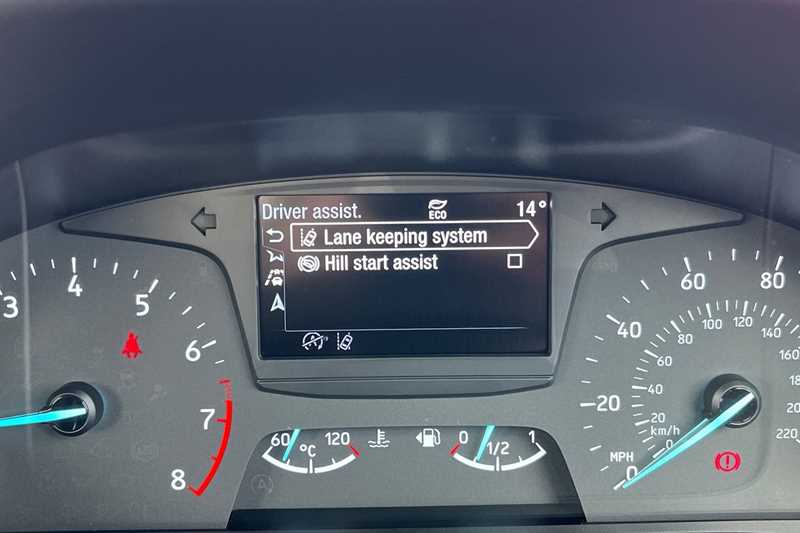 Driver assist. ECO 14°
Lane keeping system
Hill start assist
3 4 5 6 7 8
60 120
°C
0 1/2 1
0 20 40 60 80
MPH
0 20 40 60 80 100 120 140 160 180 200 220
km/h